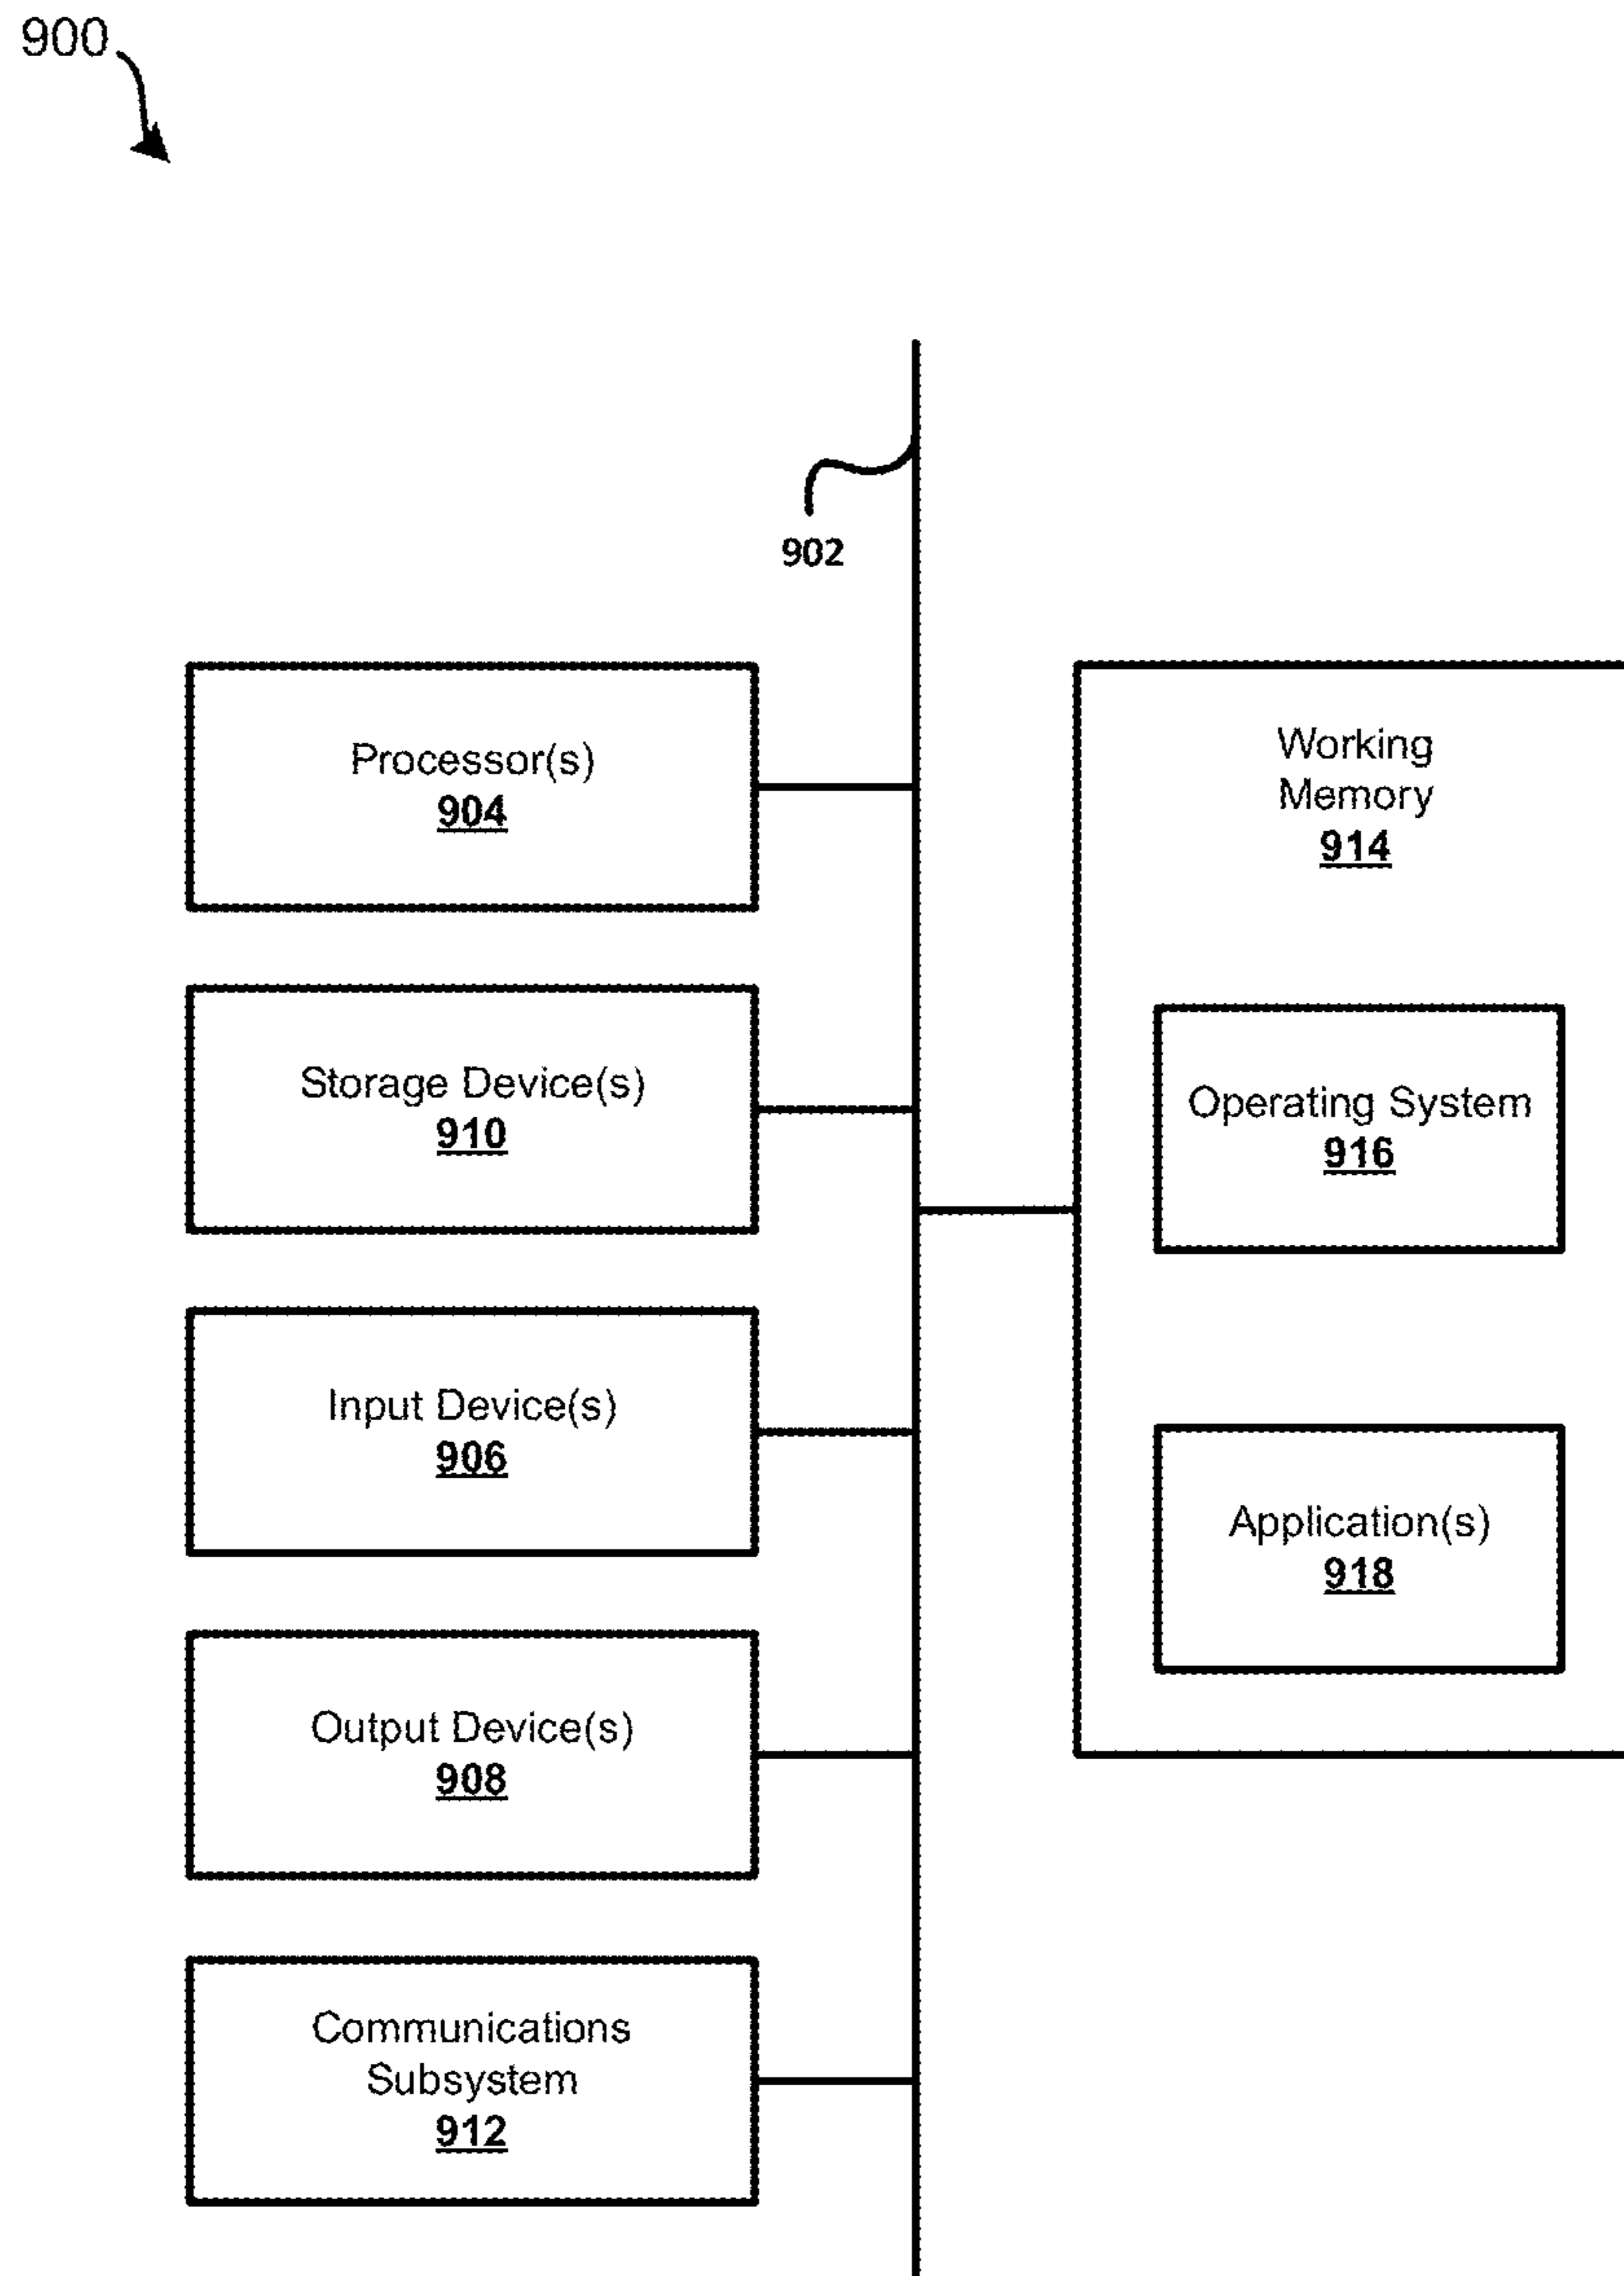 900
902
Processor(s)
904
Storage Device(s)
910
Input Device(s)
906
Output Device(s)
908
Communications
Subsystem
912
Working
Memory
914
Operating System
916
Application(s)
918